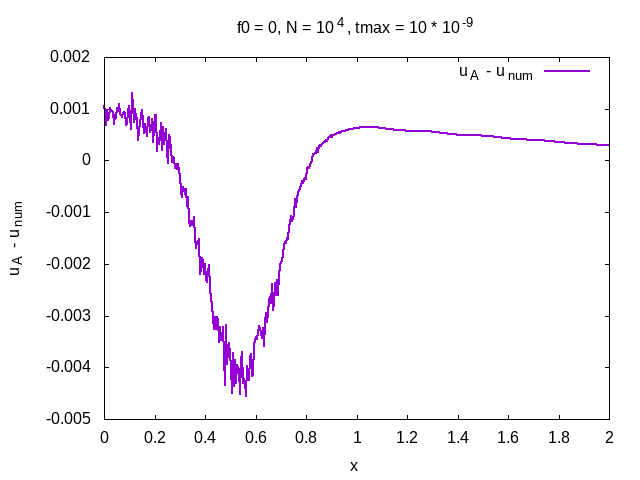 f0 = 0, N = 10^4, tmax = 10 * 10^-9
u_A - u_num
0.002
0.001
0
-0.001
-0.002
-0.003
-0.004
-0.005
u_A - u_num
0 0.2 0.4 0.6 0.8 1 1.2 1.4 1.6 1.8 2
x